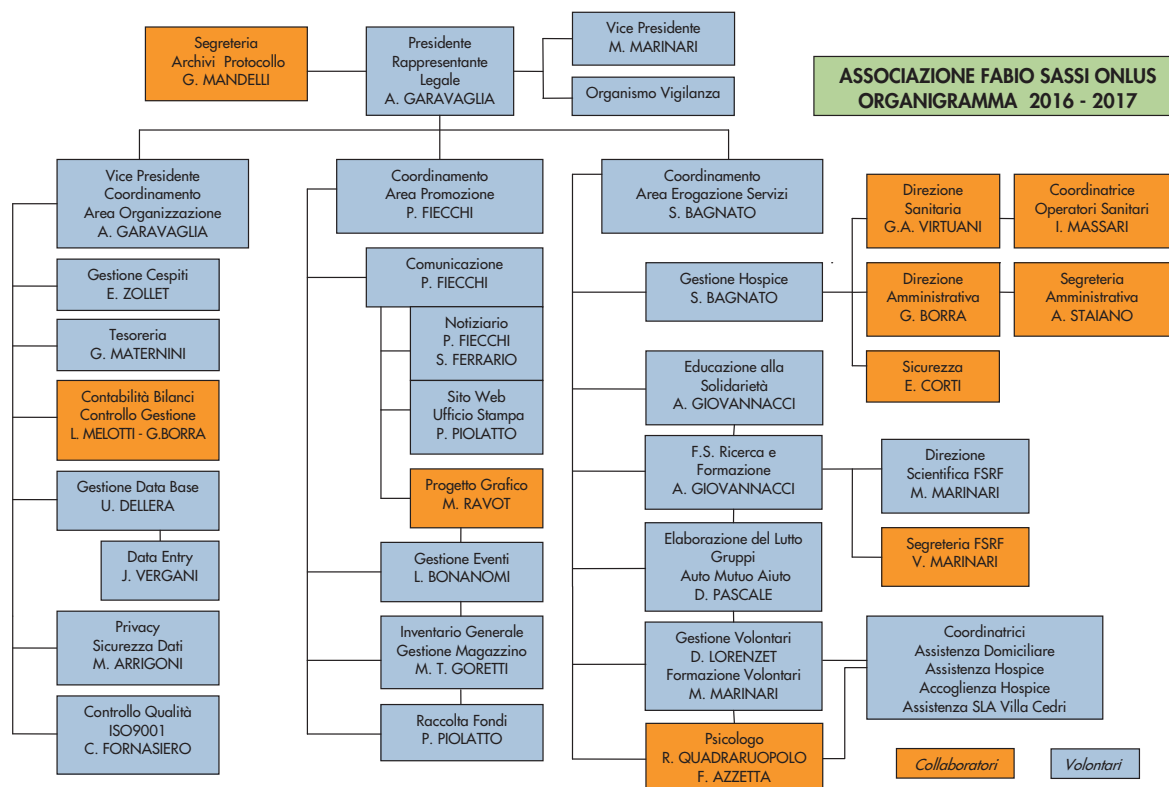 Segreteria
Archivi Protocollo
G. MANDELLI
Presidente
Rappresentante
Legale
A. GARAVAGLIA
Vice Presidente
M. MARINARI
Organismo Vigilanza
ASSOCIAZIONE FABIO SASSI ONLUS
ORGANIGRAMMA 2016 - 2017
Vice Presidente
Coordinamento
Area Organizzazione
A. GARAVAGLIA
Gestione Cespiti
E. ZOLLET
Tesoreria
G. MATERNINI
Contabilità Bilanci
Controllo Gestione
L. MELOTTI - G.BORRA
Gestione Data Base
U. DELLERA
Data Entry
J. VERGANI
Privacy
Sicurezza Dati
M. ARRIGONI
Controllo Qualità
ISO9001
C. FORNASIERO
Coordinamento
Area Promozione
P. FIECCHI
Comunicazione
P. FIECCHI
Notiziario
P. FIECCHI
S. FERRARIO
Sito Web
Ufficio Stampa
P. PIOLATTO
Progetto Grafico
M. RAVOT
Gestione Eventi
L. BONANOMI
Inventario Generale
Gestione Magazzino
M. T. GORETTI
Raccolta Fondi
P. PIOLATTO
Coordinamento
Area Erogazione Servizi
S. BAGNATO
Gestione Hospice
S. BAGNATO
Direzione
Sanitaria
G.A. VIRTUANI
Coordinatrice
Operatori Sanitari
I. MASSARI
Direzione
Amministrativa
G. BORRA
Segreteria
Amministrativa
A. STAIANO
Sicurezza
E. CORTI
Educazione alla
Solidarietà
A. GIOVANNACCI
F.S. Ricerca e
Formazione
A. GIOVANNACCI
Direzione
Scientifica FSRF
M. MARINARI
Segreteria FSRF
V. MARINARI
Elaborazione del Lutto
Gruppi
Auto Mutuo Aiuto
D. PASCALE
Gestione Volontari
D. LORENZET
Formazione Volontari
M. MARINARI
Coordinatrici
Assistenza Domiciliare
Assistenza Hospice
Accoglienza Hospice
Assistenza SLA Villa Cedri
Psicologo
R. QUADRARUOPOLO
F. AZZETTA
Collaboratori
Volontari